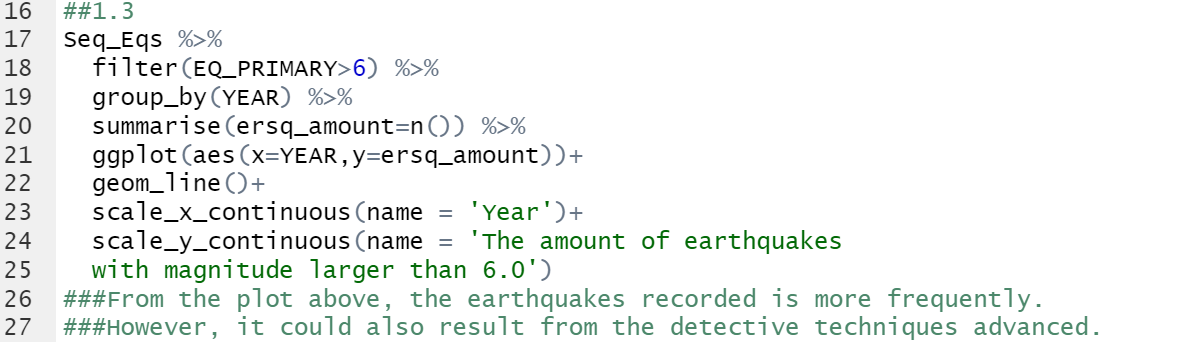 16 ##1.3
17 Seq_Eqs %>%
18   filter(EQ_PRIMARY>6) %>%
19   group_by(YEAR) %>%
20   summarise(ersq_amount=n()) %>%
21   ggplot(aes(x=YEAR,y=ersq_amount))+
22   geom_line()+
23   scale_x_continuous(name = 'Year')+
24   scale_y_continuous(name = 'The amount of earthquakes
25   with magnitude larger than 6.0')
26 ###From the plot above, the earthquakes recorded is more frequently.
27 ###However, it could also result from the detective techniques advanced.